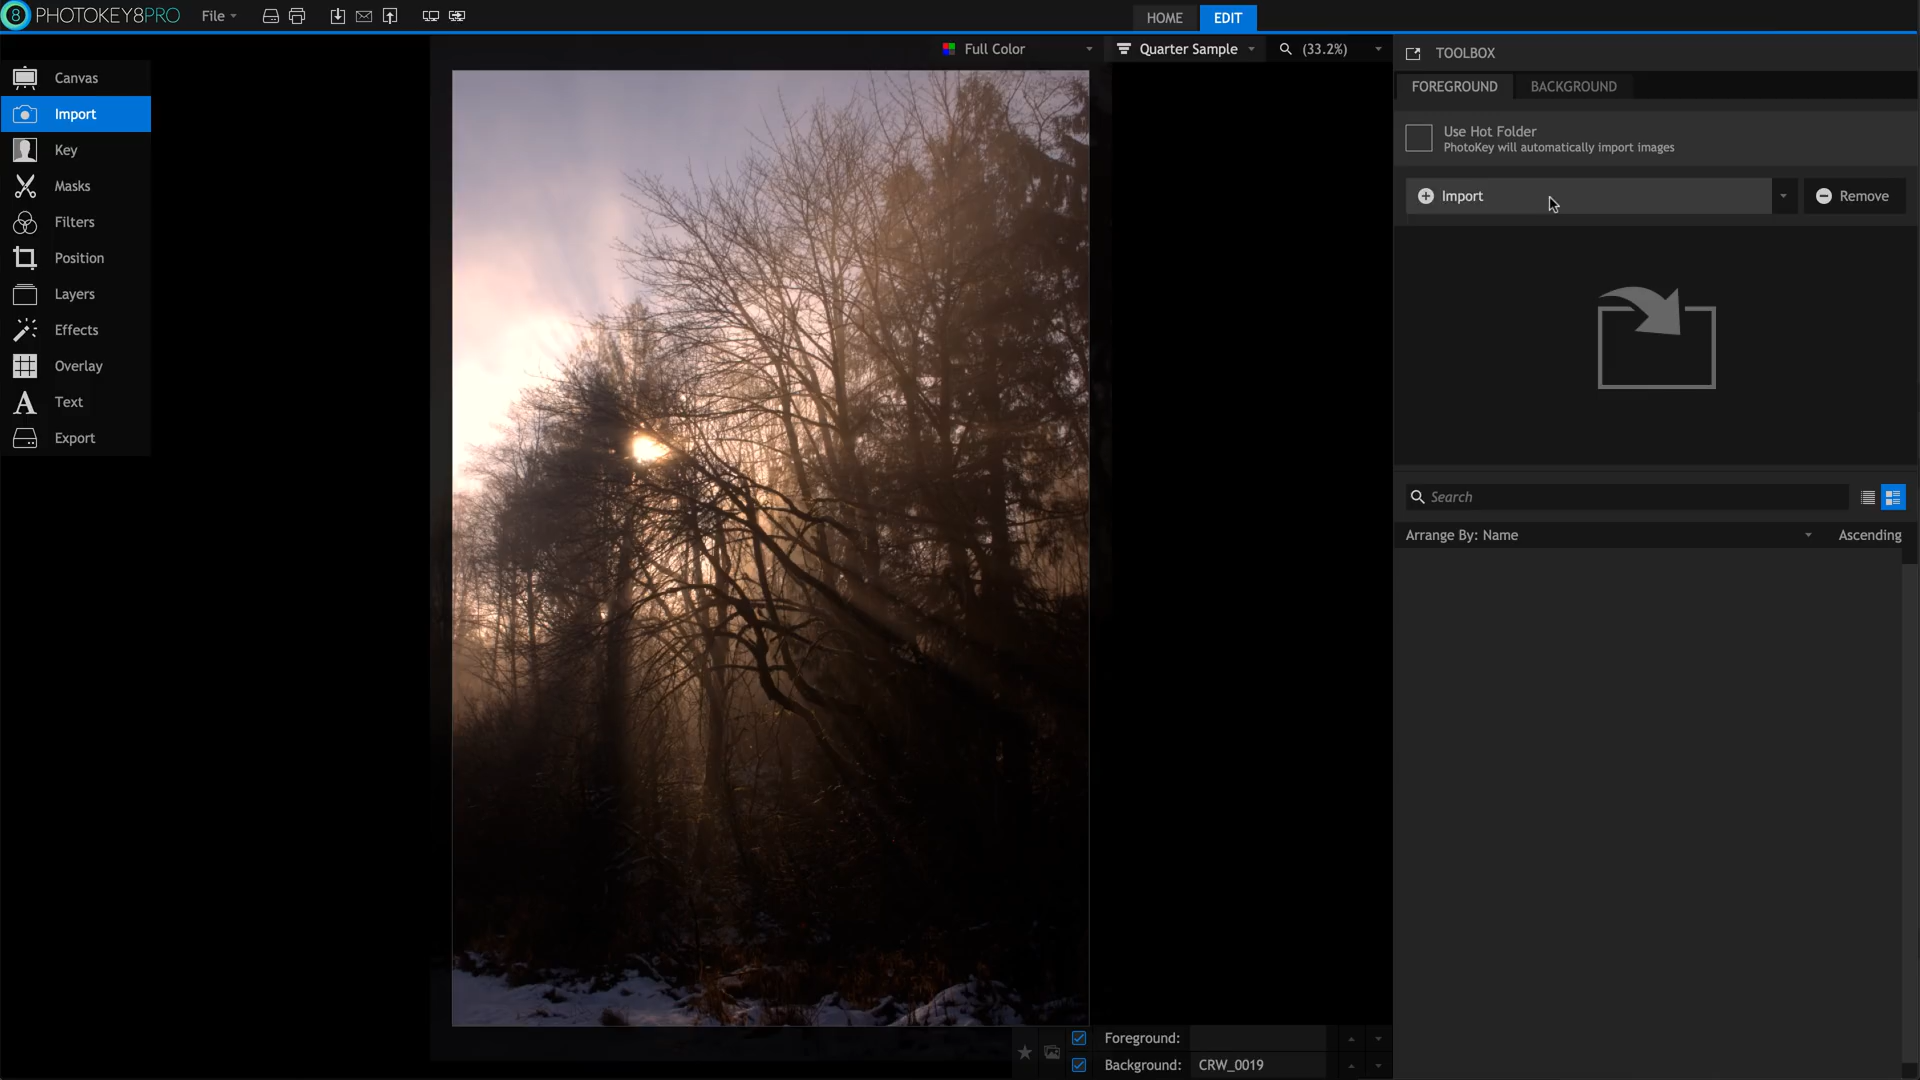 8 PHOTOKEY8PRO File HOME EDIT
Full Color Quarter Sample (33.2%)
Canvas
Import
Key
Masks
Filters
Position
Layers
Effects
Overlay
A Text
Export
TOOLBOX
FOREGROUND BACKGROUND
Use Hot Folder
PhotoKey will automatically import images
Import Remove
Search
Arrange By: Name Ascending
Foreground:
Background: CRW_0019